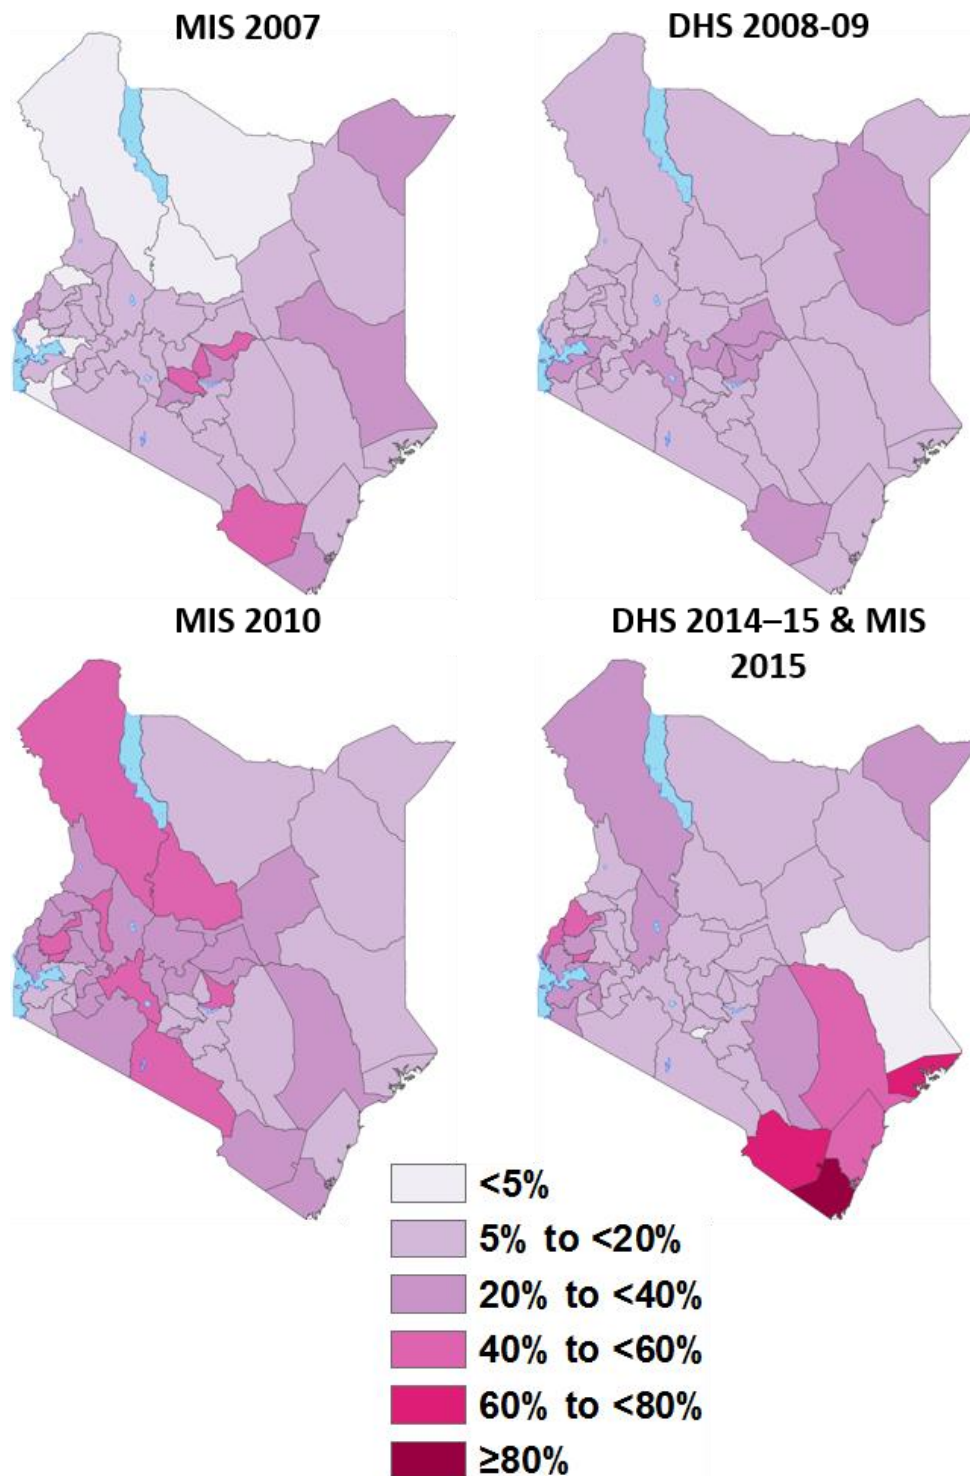 MIS 2007
DHS 2008-09
MIS 2010
DHS 2014–15 & MIS
2015
<5%
5% to <20%
20% to <40%
40% to <60%
60% to <80%
≥80%